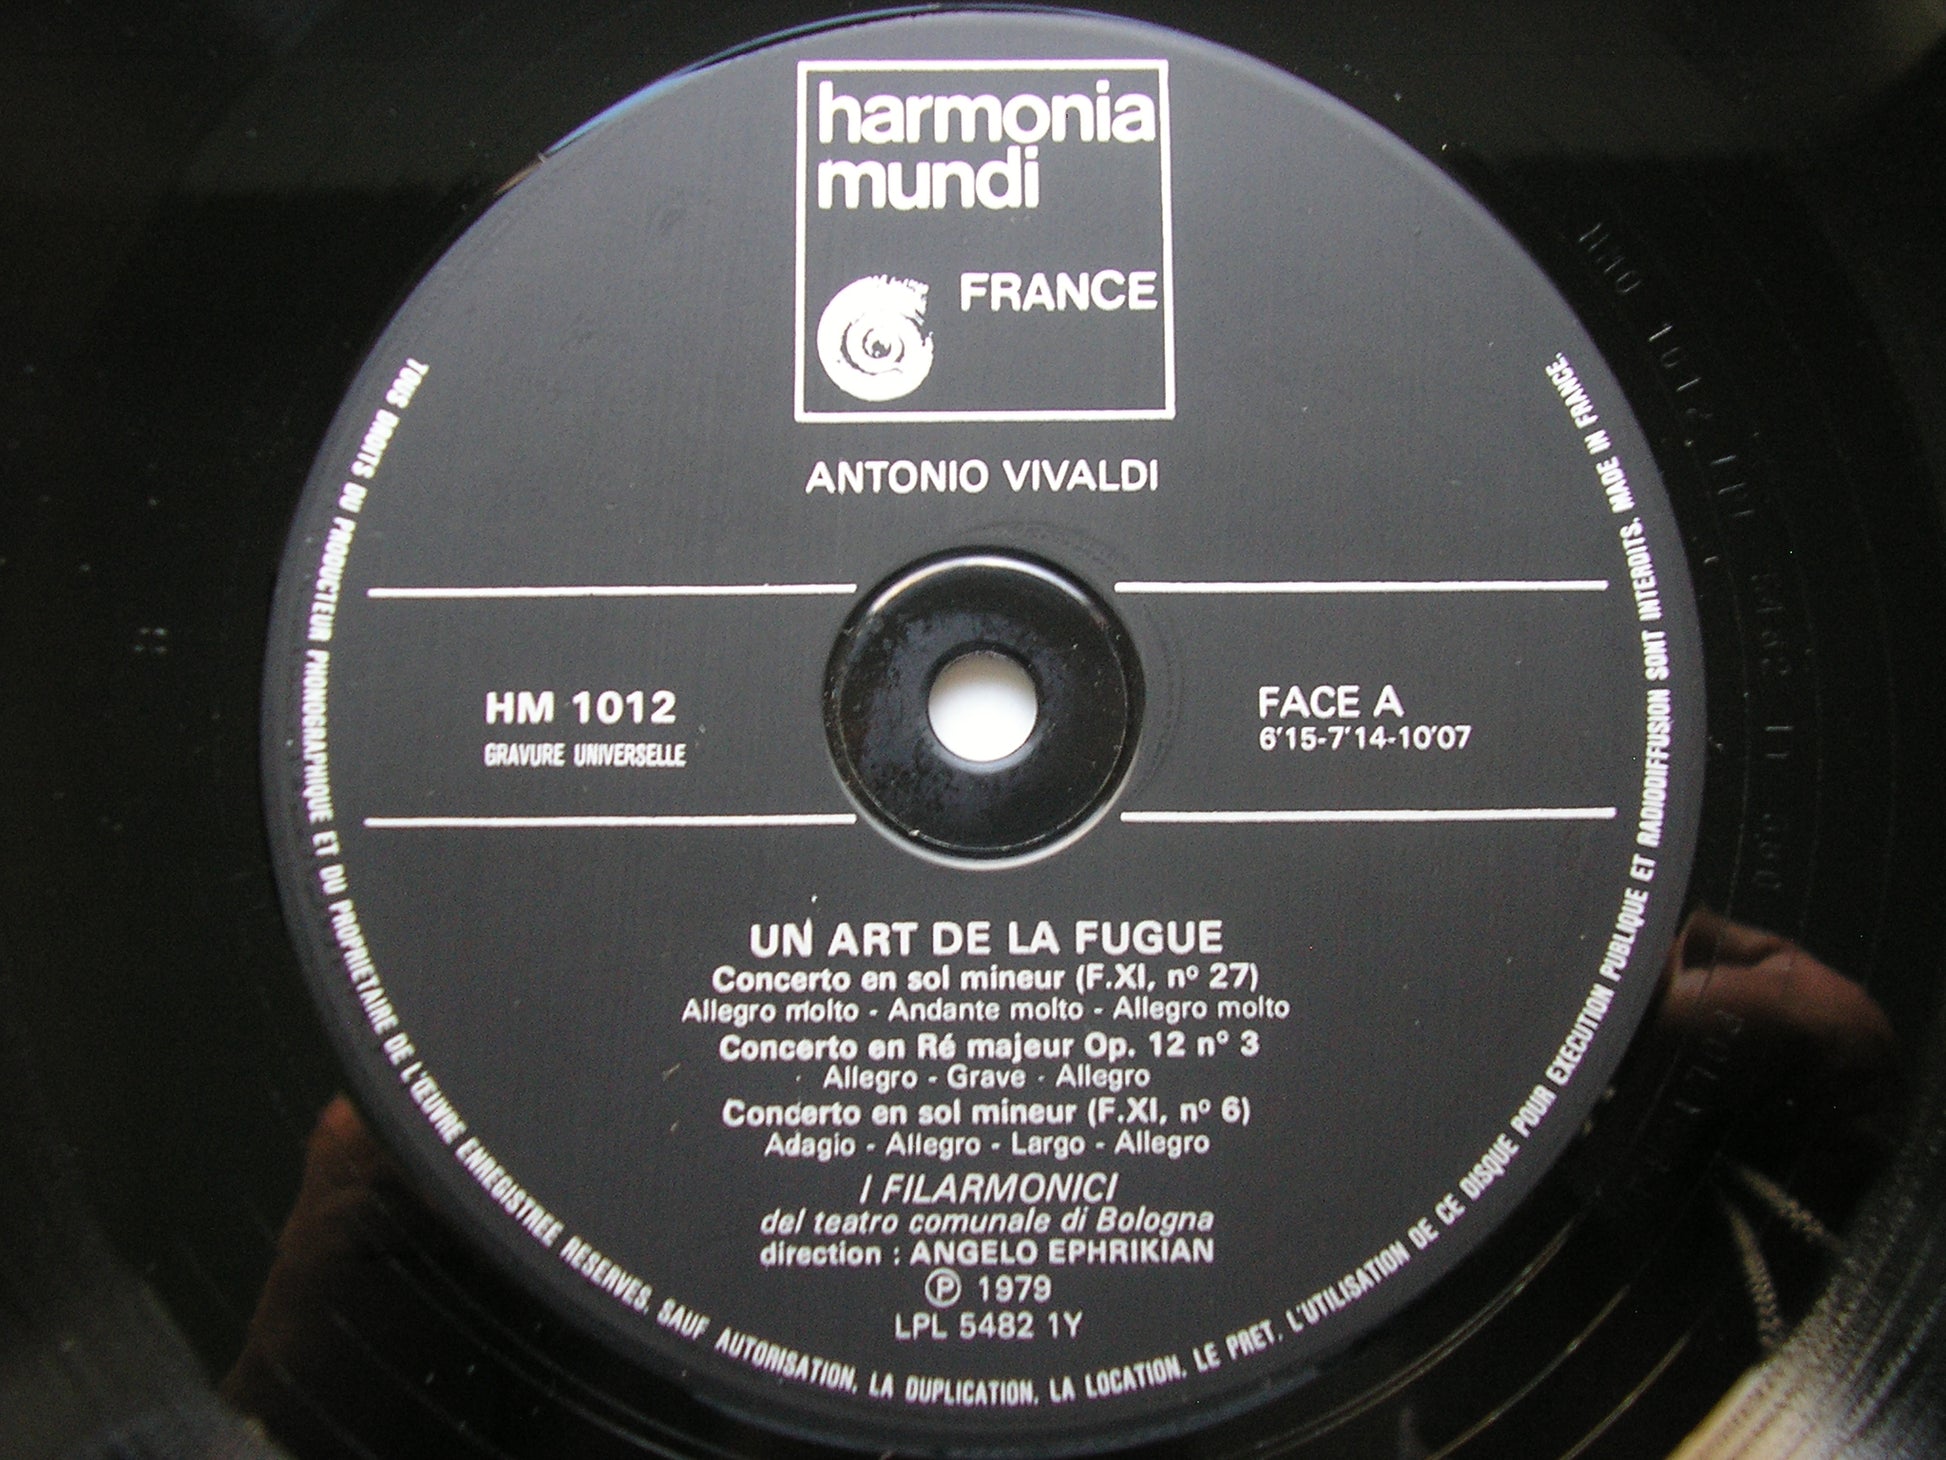 harmonia
mundi
FRANCE
ANTONIO VIVALDI
HM 1012
GRAVURE UNIVERSELLE
FACE A
6'15-7'14-10'07
UN ART DE LA FUGUE
Concerto en sol mineur (F.XI, nº 27)
Allegro molto - Andante molto - Allegro molto
Concerto en Ré majeur Op. 12 n° 3
Allegro - Grave - Allegro
Concerto en sol mineur (F.XI, nº 6)
Adagio - Allegro - Largo - Allegro
I FILARMONICI
del teatro comunale di Bologna
direction : ANGELO EPHRIKIAN
℗ 1979
LPL 5482 1Y
TOUS DROITS DU PRODUCTEUR PHONOGRAPHIQUE ET DU PROPRIETAIRE DE L'ŒUVRE ENREGISTREE RESERVES. SAUF AUTORISATION, LA DUPLICATION, LA LOCATION, LE PRET, L'UTILISATION DE CE DISQUE POUR EXECUTION PUBLIQUE ET RADIODIFFUSION SONT INTERDITS. MADE IN FRANCE.